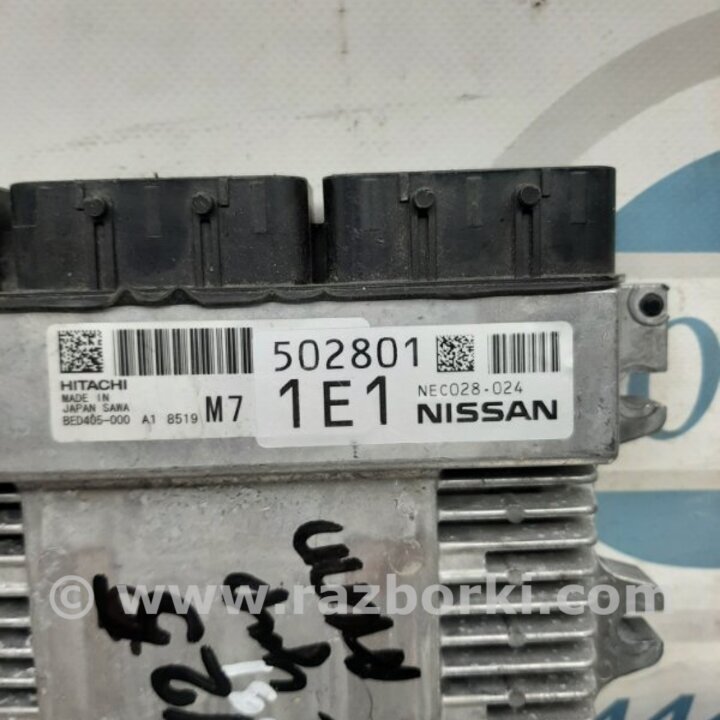 502801
HITACHI
MADE IN
JAPAN SAWA
BED405-000 A1 8519 M7
1E1
NEC028-024
NISSAN
© www.razborki.com